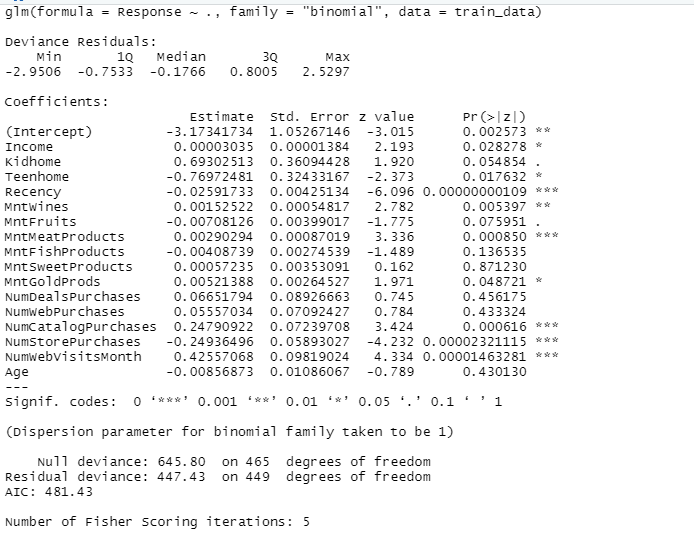 glm(formula = Response ~ ., family = "binomial", data = train_data)
Deviance Residuals:
Min 1Q Median 3Q Max
-2.9506 -0.7533 -0.1766 0.8005 2.5297
Coefficients:
Estimate Std. Error z value Pr(>|z|)
(Intercept) -3.17341734 1.05267146 -3.015 0.002573 **
Income 0.00003035 0.00001384 2.193 0.028278 *
Kidhome 0.69302513 0.36094428 1.920 0.054854 .
Teenhome -0.76972481 0.32433167 -2.373 0.017632 *
Recency -0.02591733 0.00425134 -6.096 0.00000000109 ***
MntWines 0.00152522 0.00054817 2.782 0.005397 **
MntFruits -0.00708126 0.00399017 -1.775 0.075951 .
MntMeatProducts 0.00290294 0.00087019 3.336 0.000850 ***
MntFishProducts -0.00408739 0.00274539 -1.489 0.136535
MntSweetProducts 0.00057235 0.00353091 0.162 0.871230
MntGoldProds 0.00521388 0.00264527 1.971 0.048721 *
NumDealsPurchases 0.06651794 0.08926663 0.745 0.456175
NumWebPurchases 0.05557034 0.07092427 0.784 0.433324
NumCatalogPurchases 0.24790922 0.07239708 3.424 0.000616 ***
NumStorePurchases -0.24936496 0.05893027 -4.232 0.00002321115 ***
NumWebVisitsMonth 0.42557068 0.09819024 4.334 0.00001463281 ***
Age -0.00856873 0.01086067 -0.789 0.430130
---
Signif. codes: 0 ‘***’ 0.001 ‘**’ 0.01 ‘*’ 0.05 ‘.’ 0.1 ‘ ’ 1
(Dispersion parameter for binomial family taken to be 1)
Null deviance: 645.80 on 465 degrees of freedom
Residual deviance: 447.43 on 449 degrees of freedom
AIC: 481.43
Number of Fisher Scoring iterations: 5